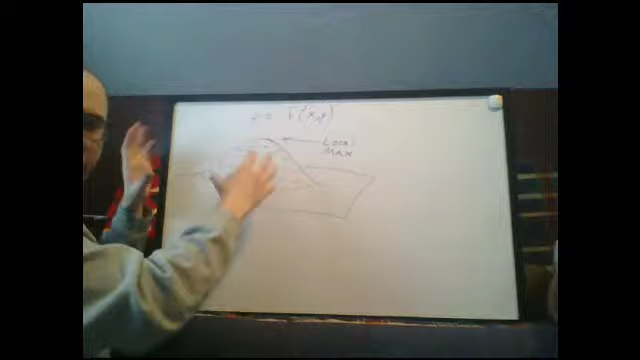 z = f(x,y)
Local
Max